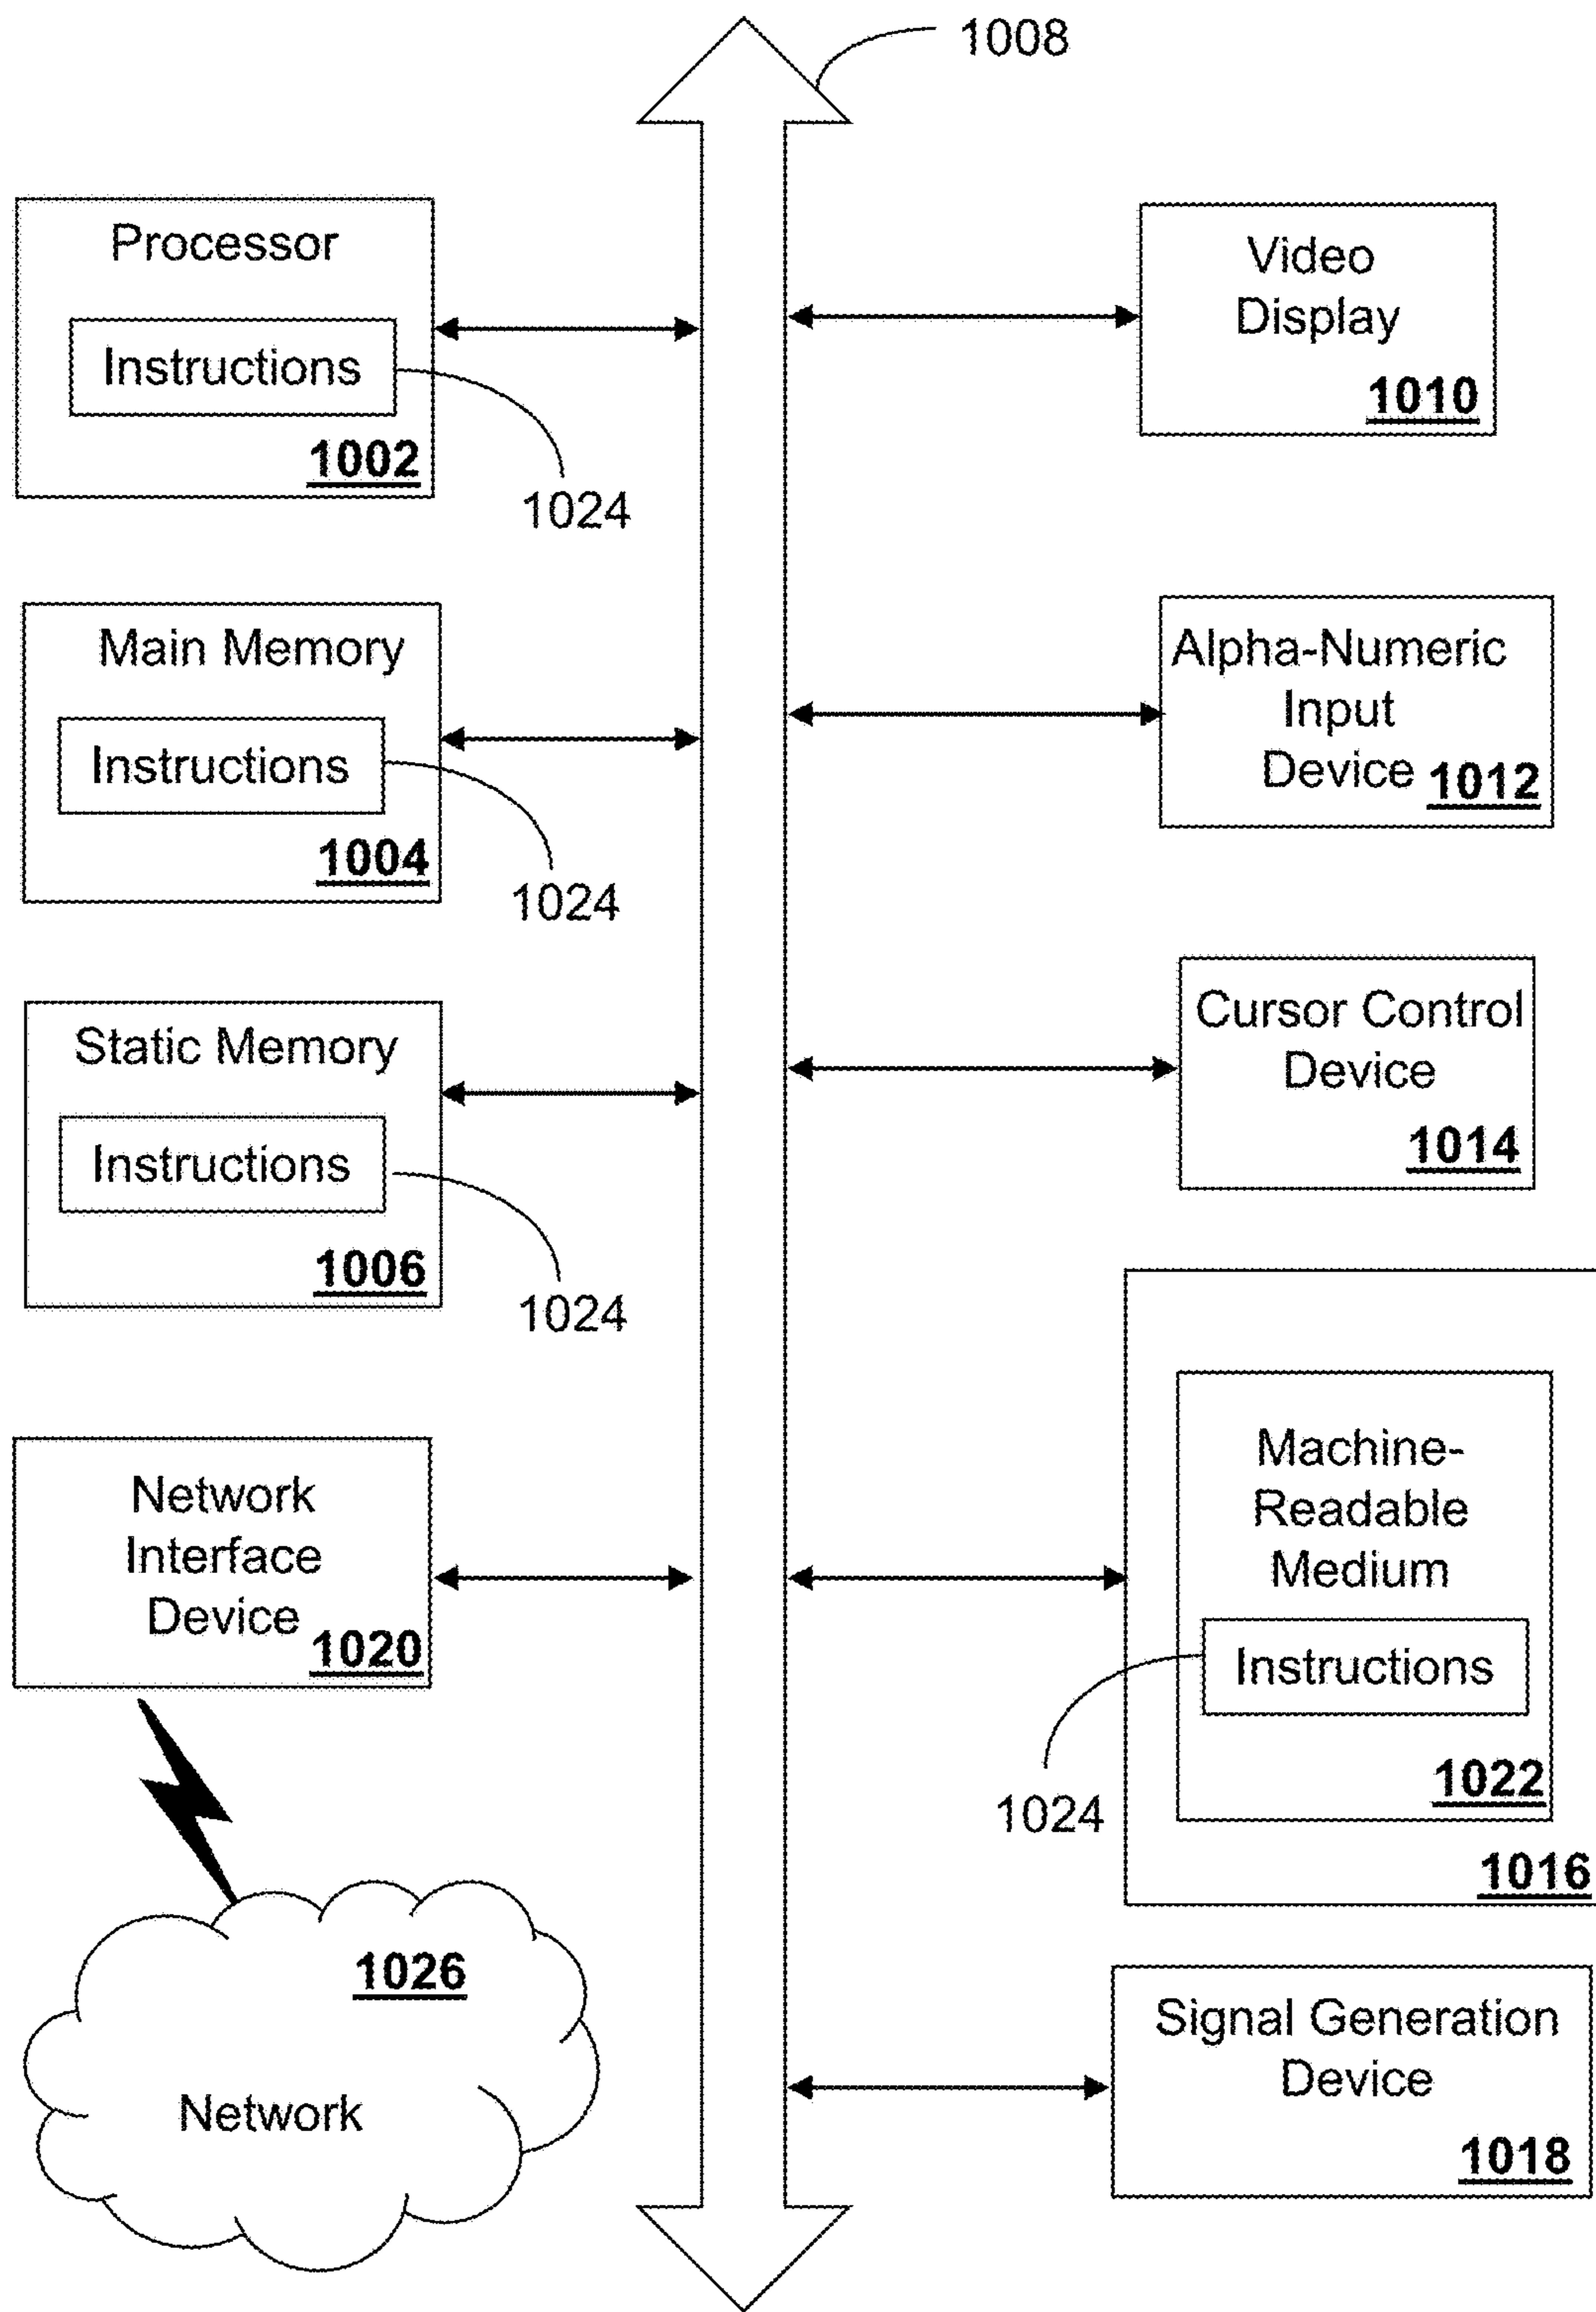 1008
Processor
Instructions
1002
1024
Main Memory
Instructions
1004
1024
Static Memory
Instructions
1006
1024
Network
Interface
Device
1020
1026
Network
Video
Display
1010
Alpha-Numeric
Input
Device 1012
Cursor Control
Device
1014
Machine-
Readable
Medium
Instructions
1024
1022
1016
Signal Generation
Device
1018